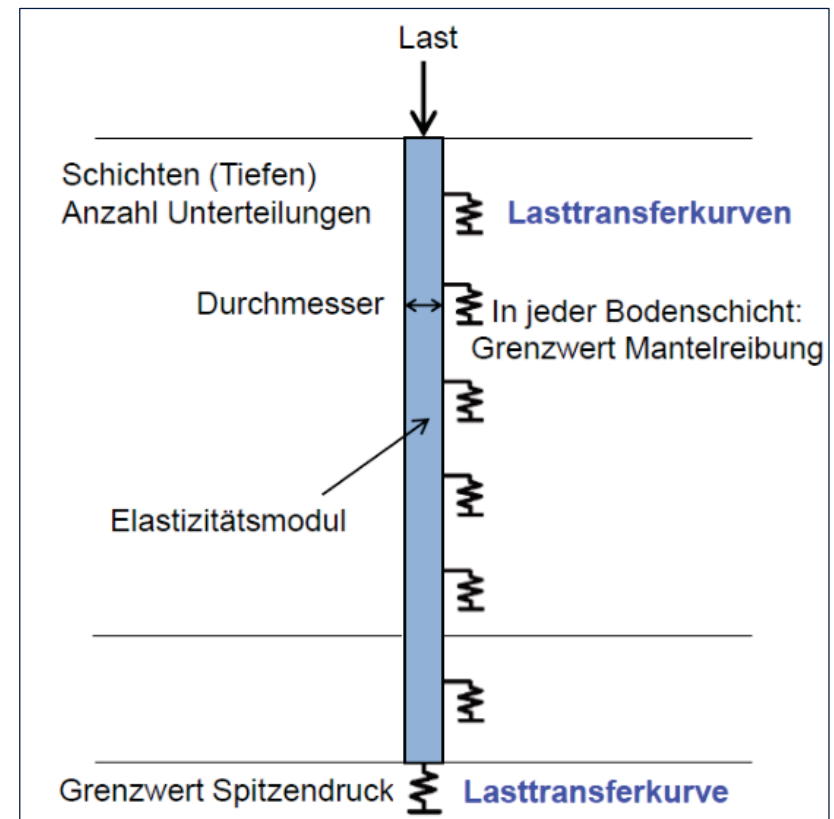 Last
Schichten (Tiefen)
Anzahl Unterteilungen
Lasttransferkurven
Durchmesser
In jeder Bodenschicht:
Grenzwert Mantelreibung
Elastizitätsmodul
Grenzwert Spitzendruck
Lasttransferkurve